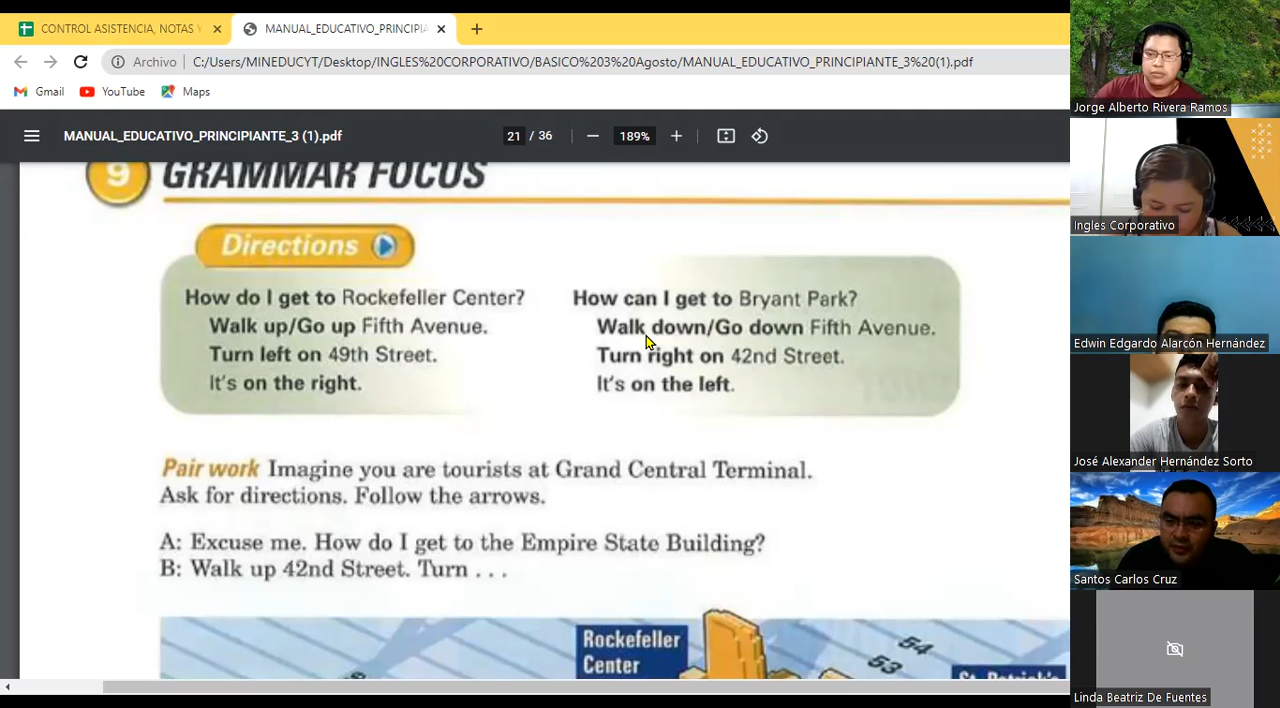 CONTROL ASISTENCIA, NOTAS Y
MANUAL_EDUCATIVO_PRINCIPIA
Archivo
C:/Users/MINEDUCYT/Desktop/INGLES%20CORPORATIVO/BASICO%203%20Agosto/MANUAL_EDUCATIVO_PRINCIPIANTE_3%20(1).pdf
Gmail
YouTube
Maps
MANUAL_EDUCATIVO_PRINCIPIANTE_3 (1).pdf
21 / 36
189%
9 GRAMMAR FOCUS
Directions
How do I get to Rockefeller Center?
Walk up/Go up Fifth Avenue.
Turn left on 49th Street.
It's on the right.
How can I get to Bryant Park?
Walk down/Go down Fifth Avenue.
Turn right on 42nd Street.
It's on the left.
Pair work Imagine you are tourists at Grand Central Terminal.
Ask for directions. Follow the arrows.
A: Excuse me. How do I get to the Empire State Building?
B: Walk up 42nd Street. Turn . . .
Rockefeller
Center
54
53
St. Patrick's
Jorge Alberto Rivera Ramos
Ingles Corporativo
Edwin Edgardo Alarcón Hernández
José Alexander Hernández Sorto
Santos Carlos Cruz
Linda Beatriz De Fuentes